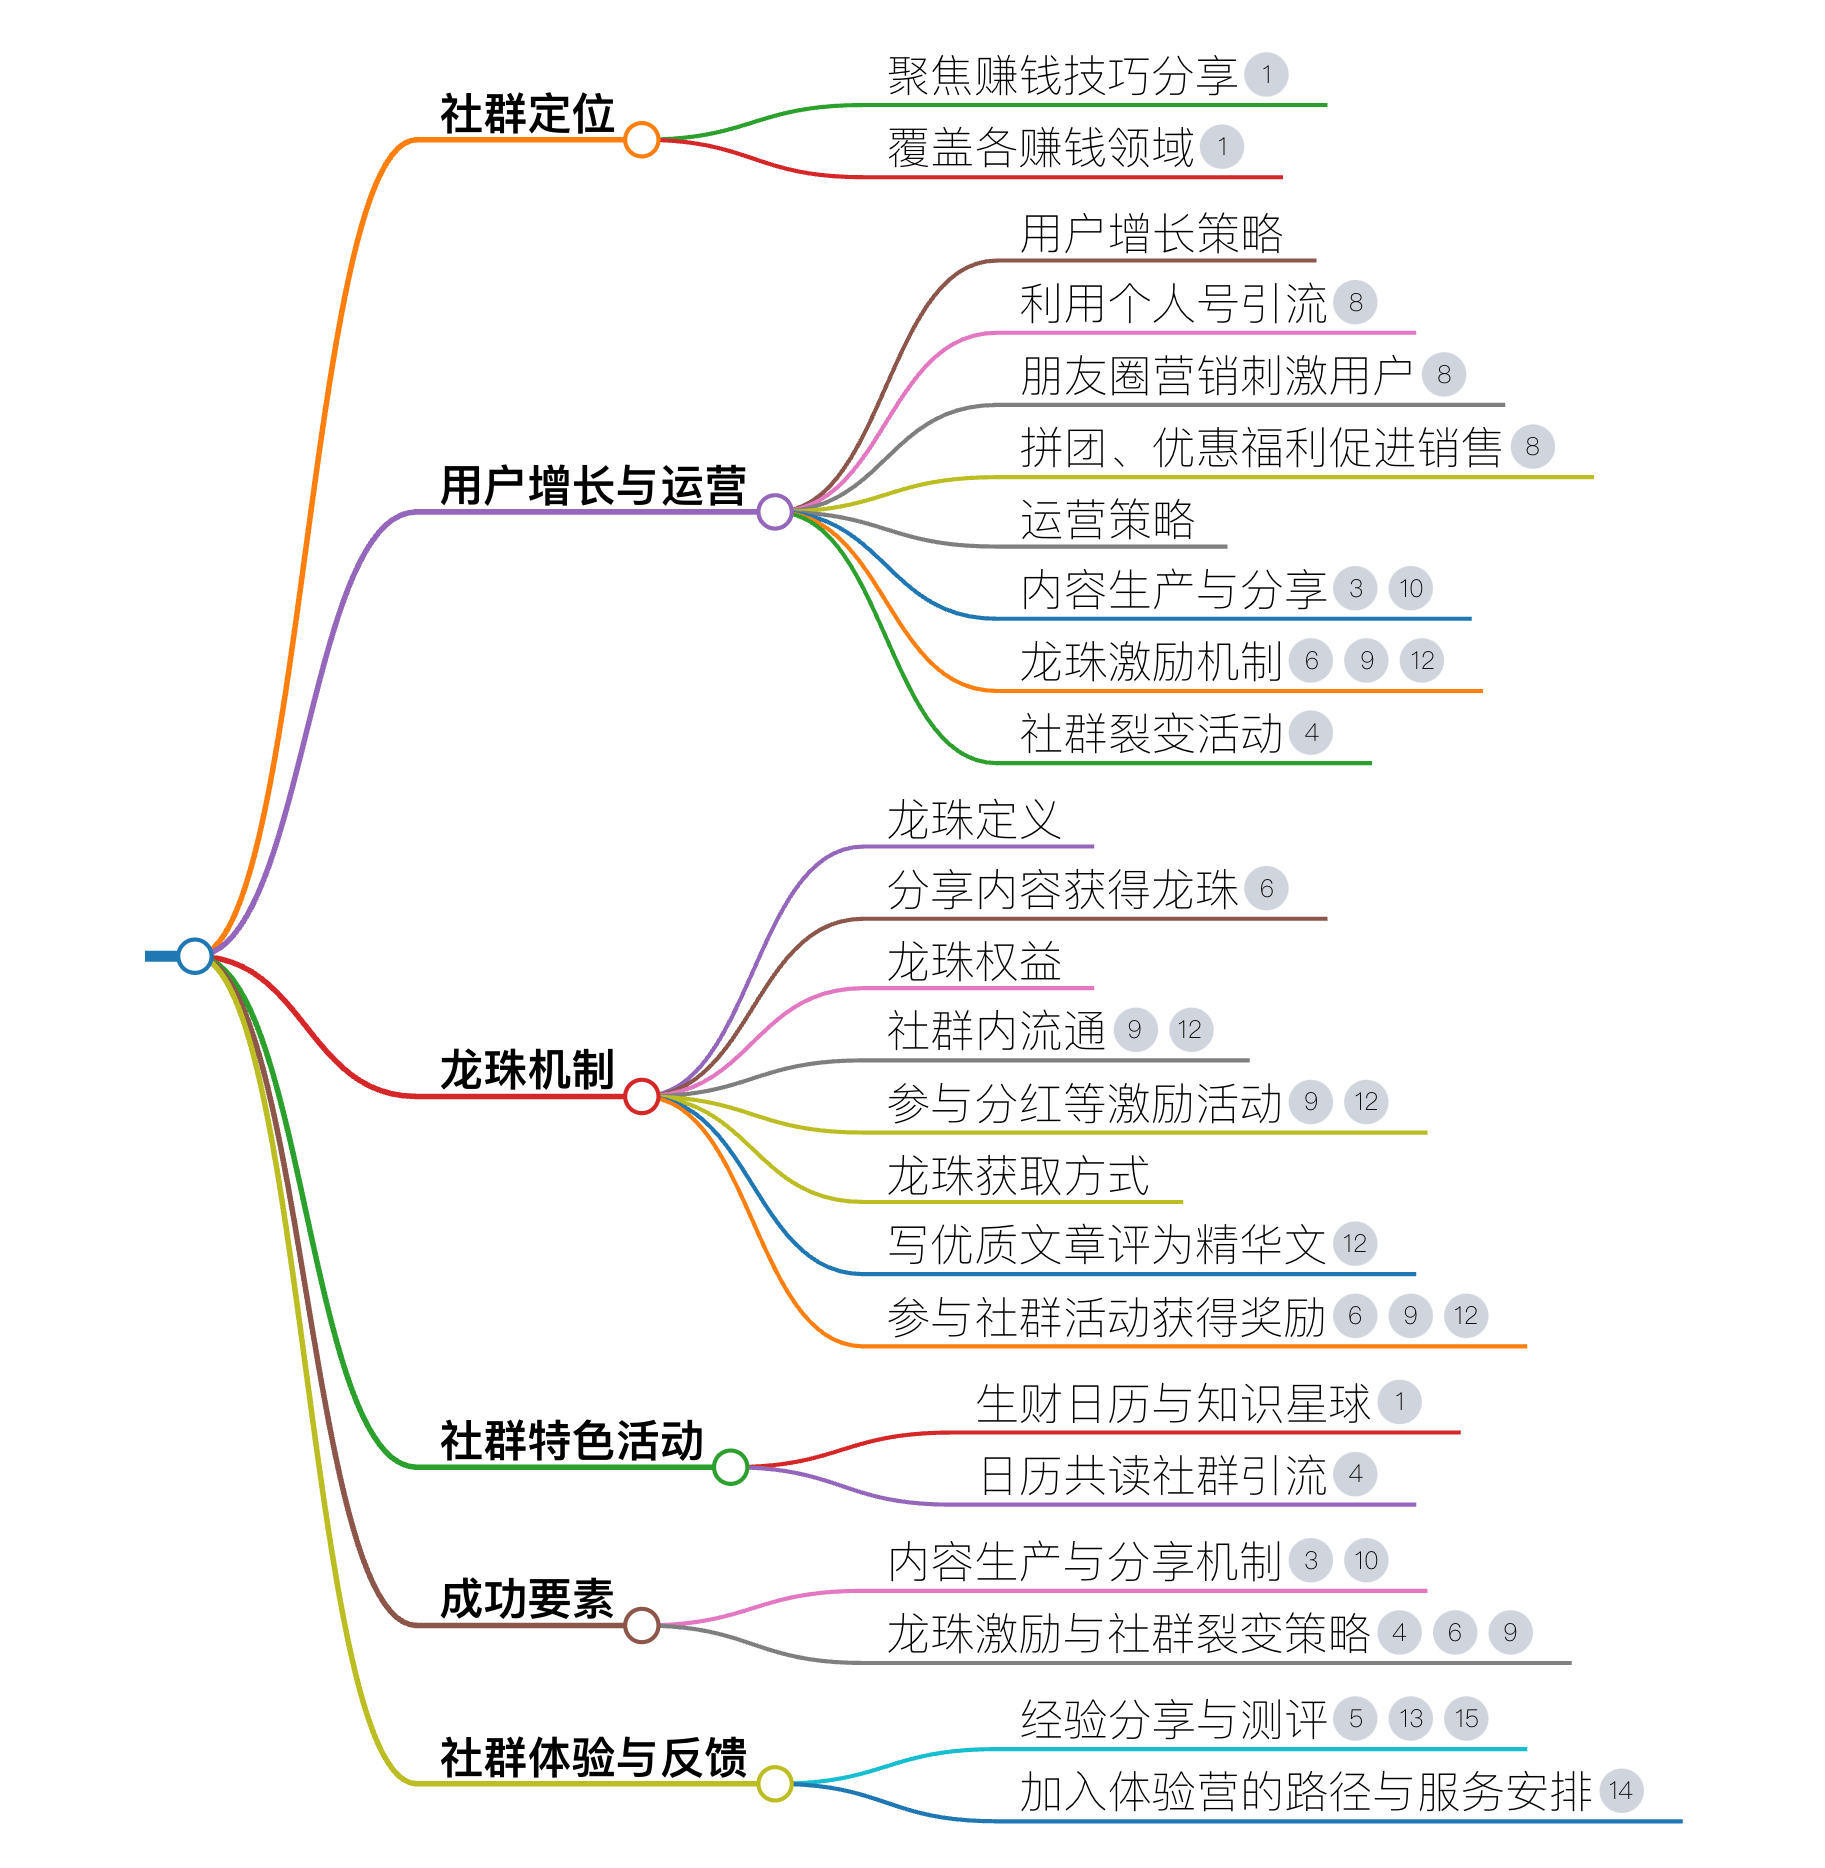 社群定位
聚焦赚钱技巧分享 1
覆盖各赚钱领域 1
用户增长与运营
用户增长策略
利用个人号引流 8
朋友圈营销刺激用户 8
拼团、优惠福利促进销售 8
运营策略
内容生产与分享 3 10
龙珠激励机制 6 9 12
社群裂变活动 4
龙珠机制
龙珠定义
分享内容获得龙珠 6
龙珠权益
社群内流通 9 12
参与分红等激励活动 9 12
龙珠获取方式
写优质文章评为精华文 12
参与社群活动获得奖励 6 9 12
社群特色活动
生财日历与知识星球 1
日历共读社群引流 4
成功要素
内容生产与分享机制 3 10
龙珠激励与社群裂变策略 4 6 9
社群体验与反馈
经验分享与测评 5 13 15
加入体验营的路径与服务安排 14